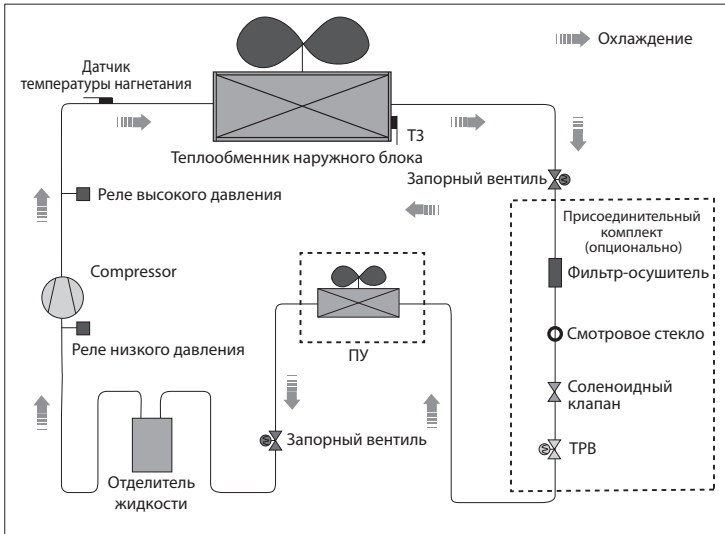 Охлаждение
Датчик
температуры нагнетания
ТЗ
Теплообменник наружного блока
Запорный вентиль
Реле высокого давления
Присоединительный
комплект
(опционально)
Фильтр-осушитель
Compressor
Смотровое стекло
Реле низкого давления
ПУ
Соленоидный
клапан
Запорный вентиль
ТРВ
Отделитель
жидкости